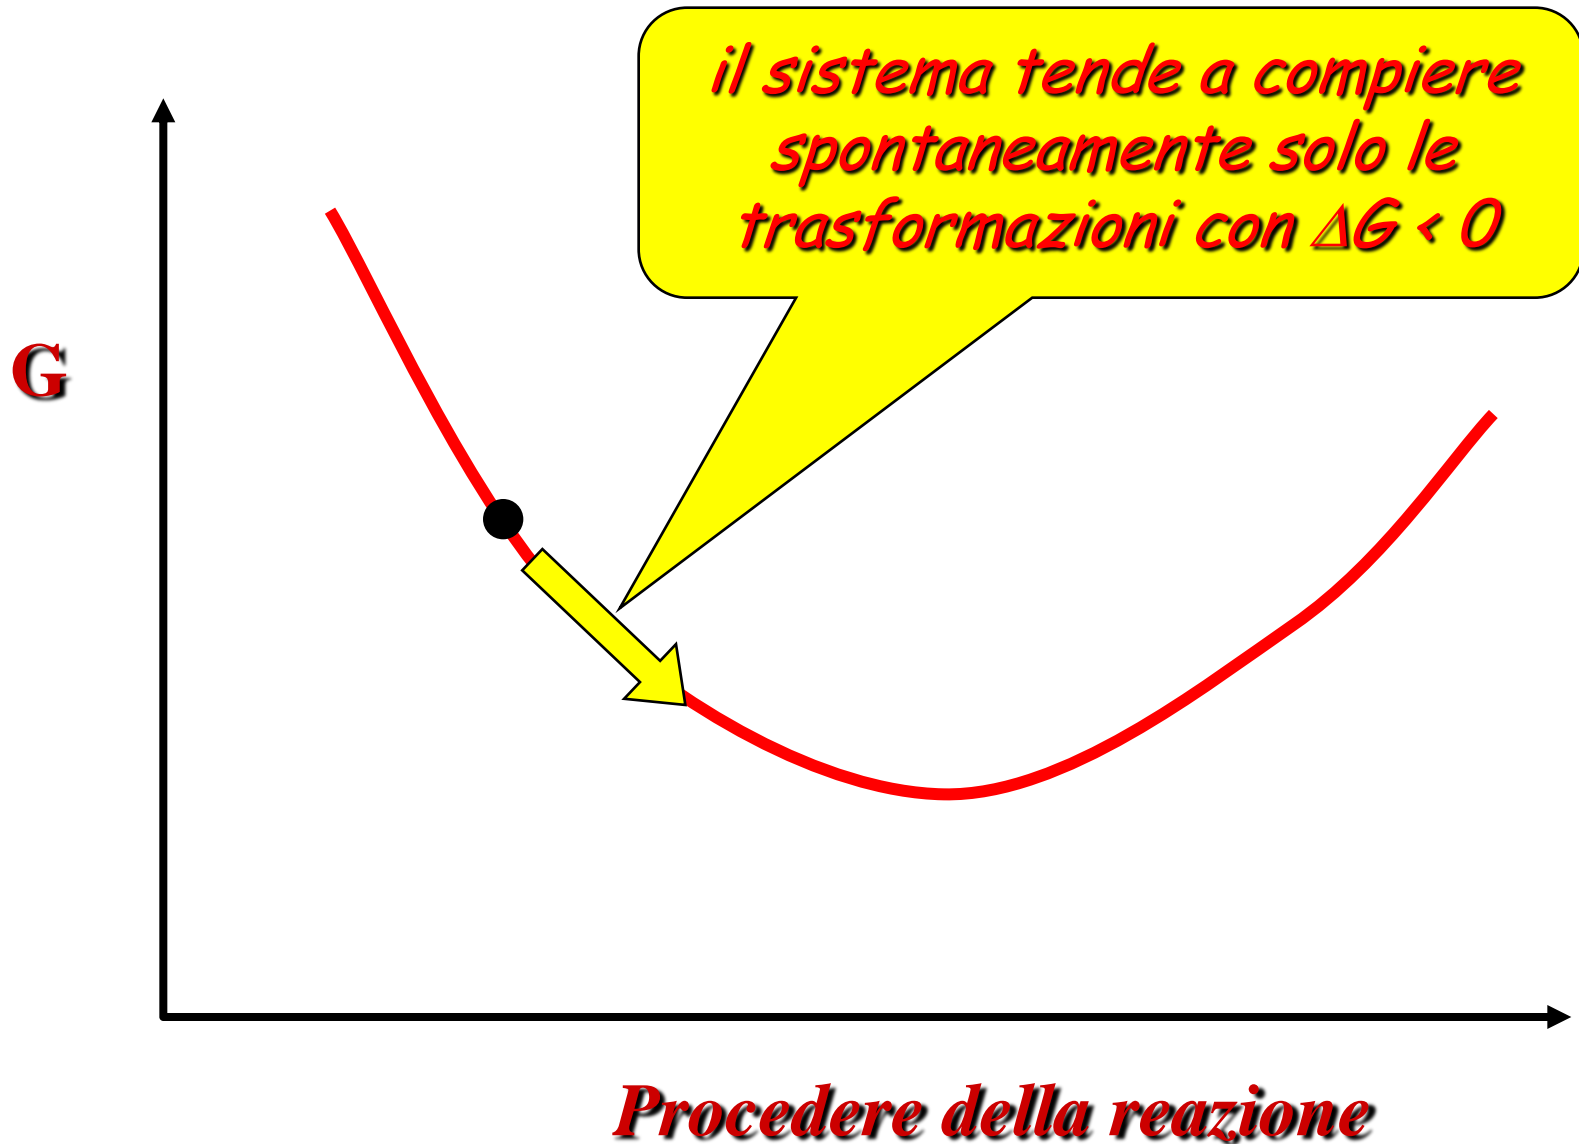 il sistema tende a compiere
spontaneamente solo le
trasformazioni con ΔG < 0
G
Procedere della reazione